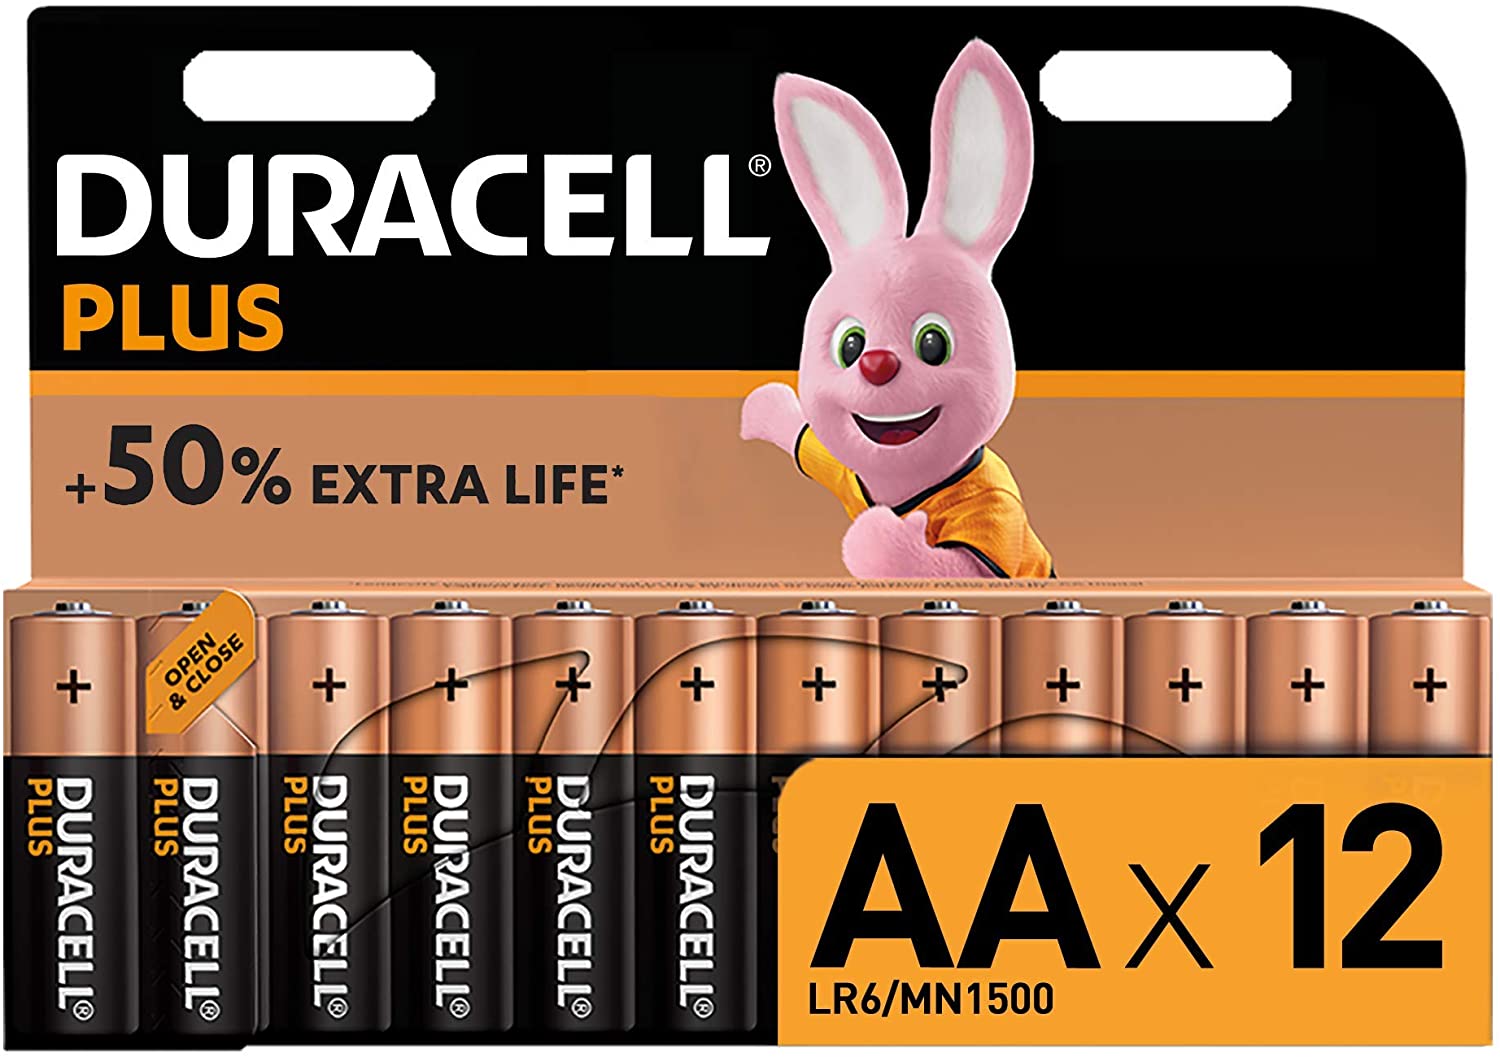 DURACELL®
PLUS
+50% EXTRA LIFE*
OPEN
& CLOSE
+ + + + + + + + + + +
DURACELL®
PLUS
DURACELL®
PLUS
DURACELL®
PLUS
DURACELL®
PLUS
DURACELL®
PLUS
DURACELL®
PLUS
AA x 12
LR6/MN1500